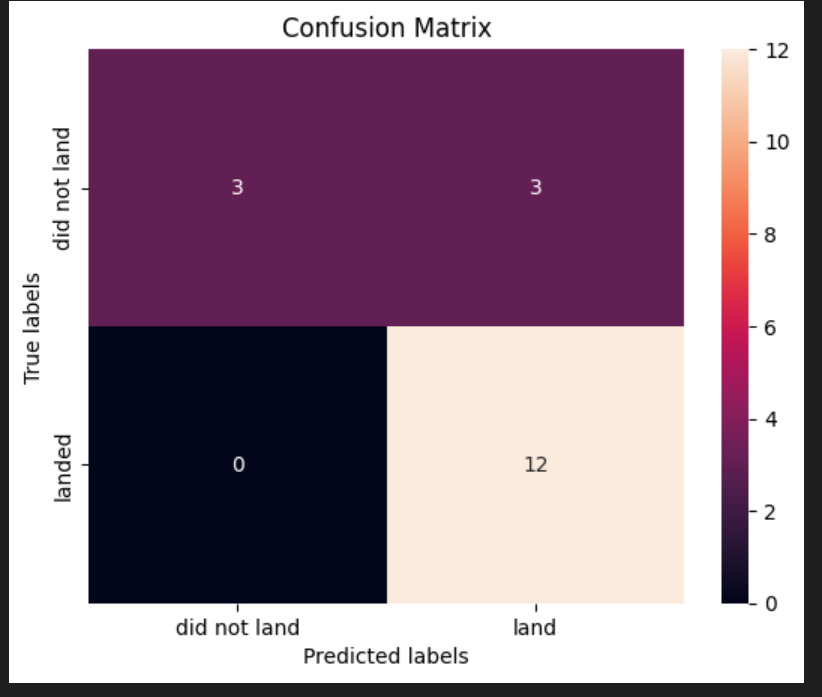 Confusion Matrix
12
10
8
6
4
2
0
True labels
did not land
landed
3 3
0 12
did not land land
Predicted labels